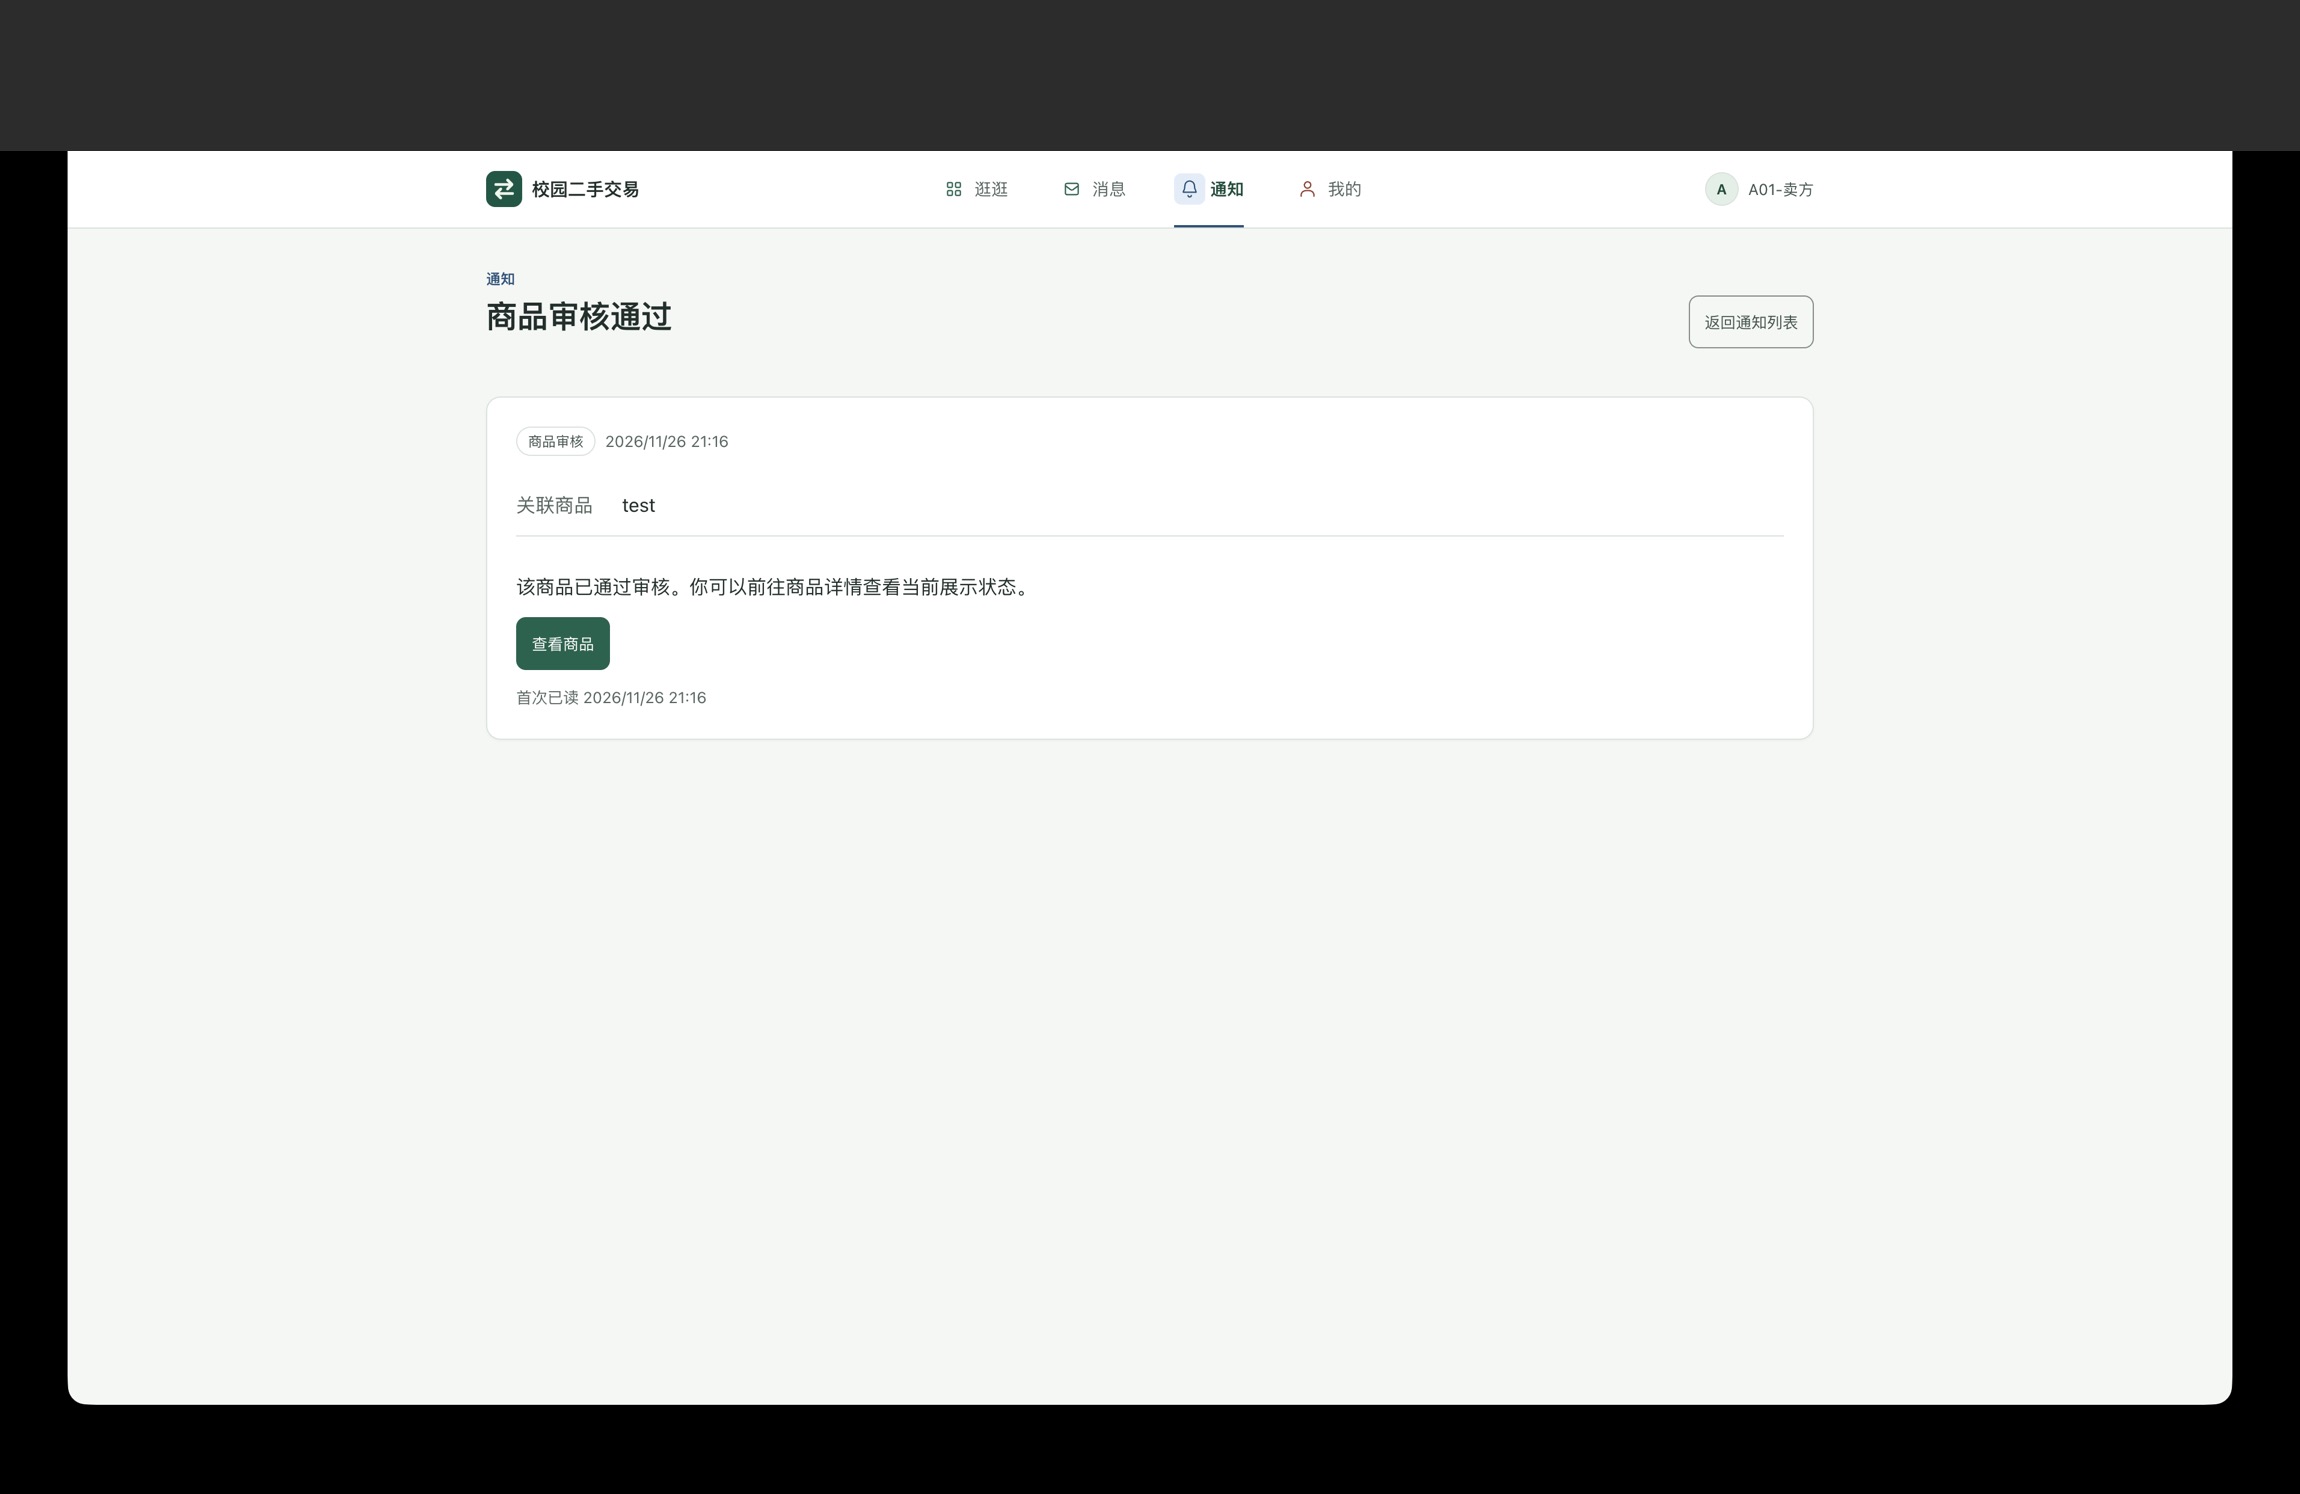 校园二手交易
逛逛
消息
通知
我的
A
A01-卖方
通知
商品审核通过
返回通知列表
商品审核 2026/11/26 21:16
关联商品 test
该商品已通过审核。你可以前往商品详情查看当前展示状态。
查看商品
首次已读 2026/11/26 21:16